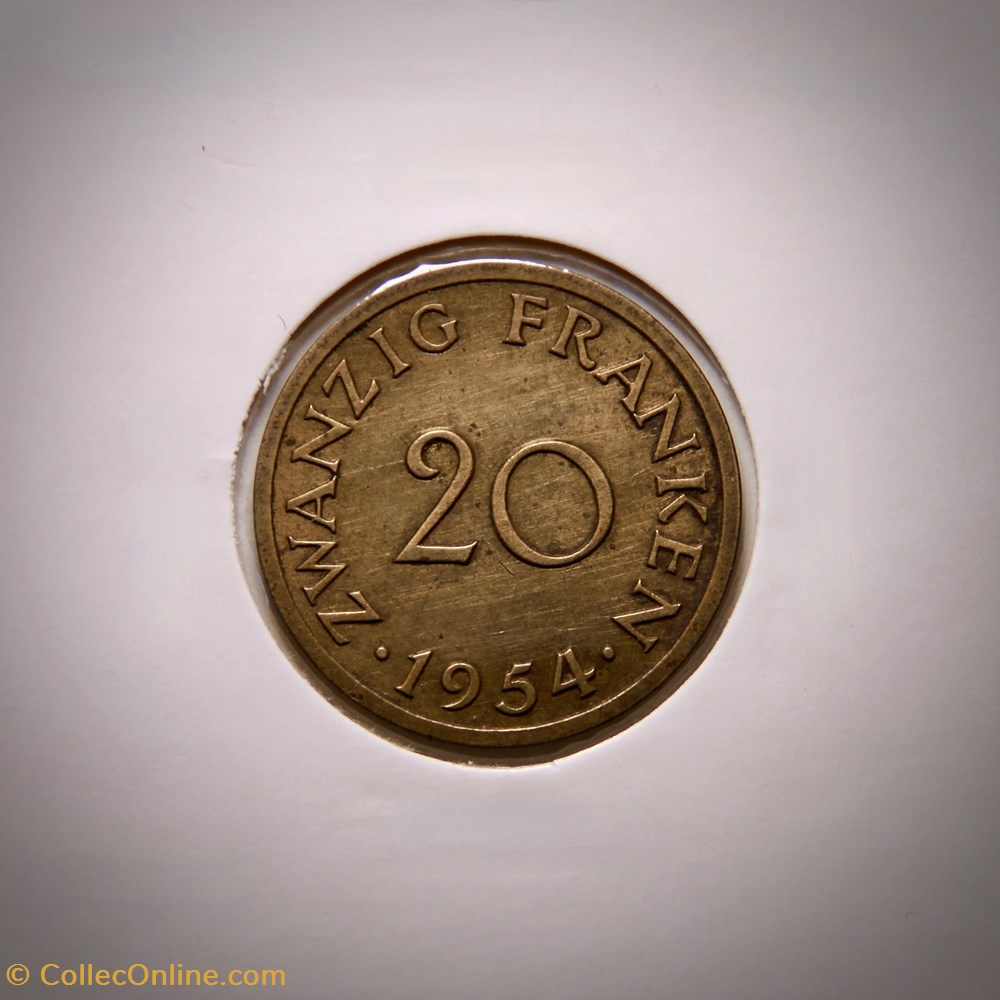 ZWANZIG FRANKEN
20
· 1954 ·
© CollecOnline.com